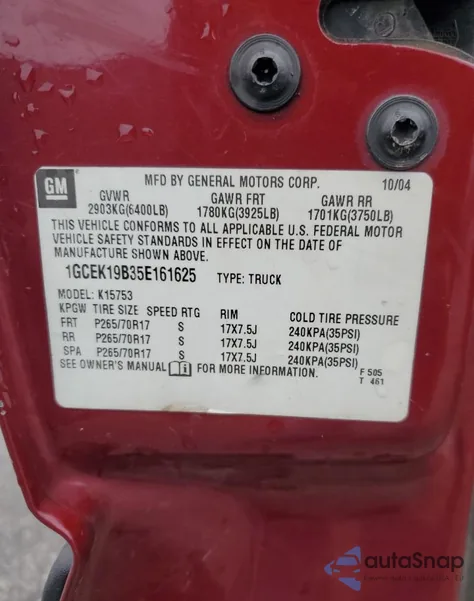 GM
MFD BY GENERAL MOTORS CORP. 10/04
GVWR GAWR FRT GAWR RR
2903KG(6400LB) 1780KG(3925LB) 1701KG(3750LB)
THIS VEHICLE CONFORMS TO ALL APPLICABLE U.S. FEDERAL MOTOR
VEHICLE SAFETY STANDARDS IN EFFECT ON THE DATE OF
MANUFACTURE SHOWN ABOVE.
1GCEK19B35E161625 TYPE: TRUCK
MODEL: K15753
KPGW TIRE SIZE SPEED RTG RIM COLD TIRE PRESSURE
FRT P265/70R17 S 17X7.5J 240KPA(35PSI)
RR P265/70R17 S 17X7.5J 240KPA(35PSI)
SPA P265/70R17 S 17X7.5J 240KPA(35PSI)
SEE OWNER'S MANUAL FOR MORE INFORMATION.
F 505
T 461
autoSnap